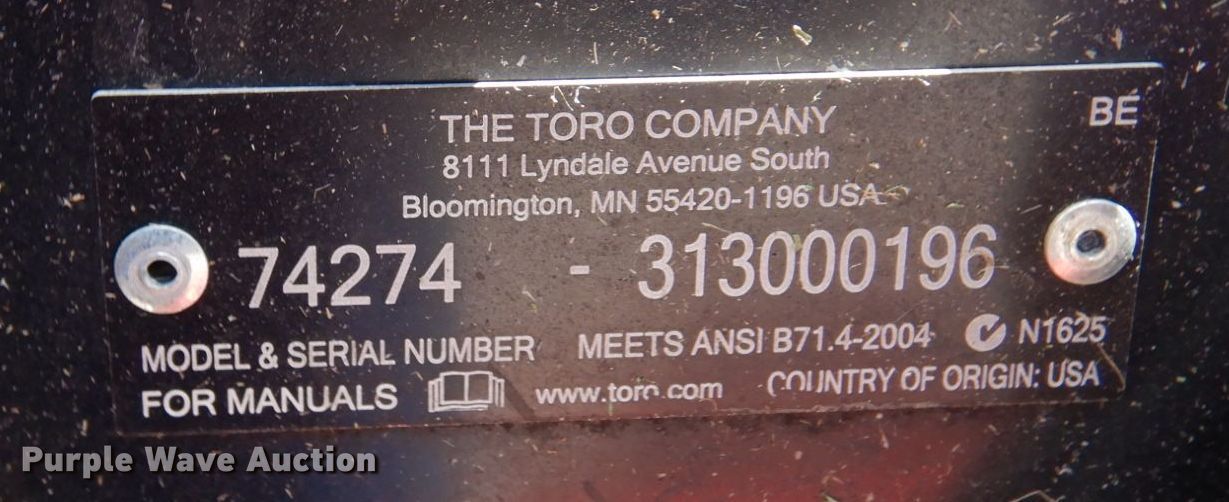 THE TORO COMPANY
BE
8111 Lyndale Avenue South
Bloomington, MN 55420-1196 USA
74274 - 313000196
MODEL & SERIAL NUMBER MEETS ANSI B71.4-2004 N1625
FOR MANUALS www.toro.com COUNTRY OF ORIGIN: USA
Purple Wave Auction